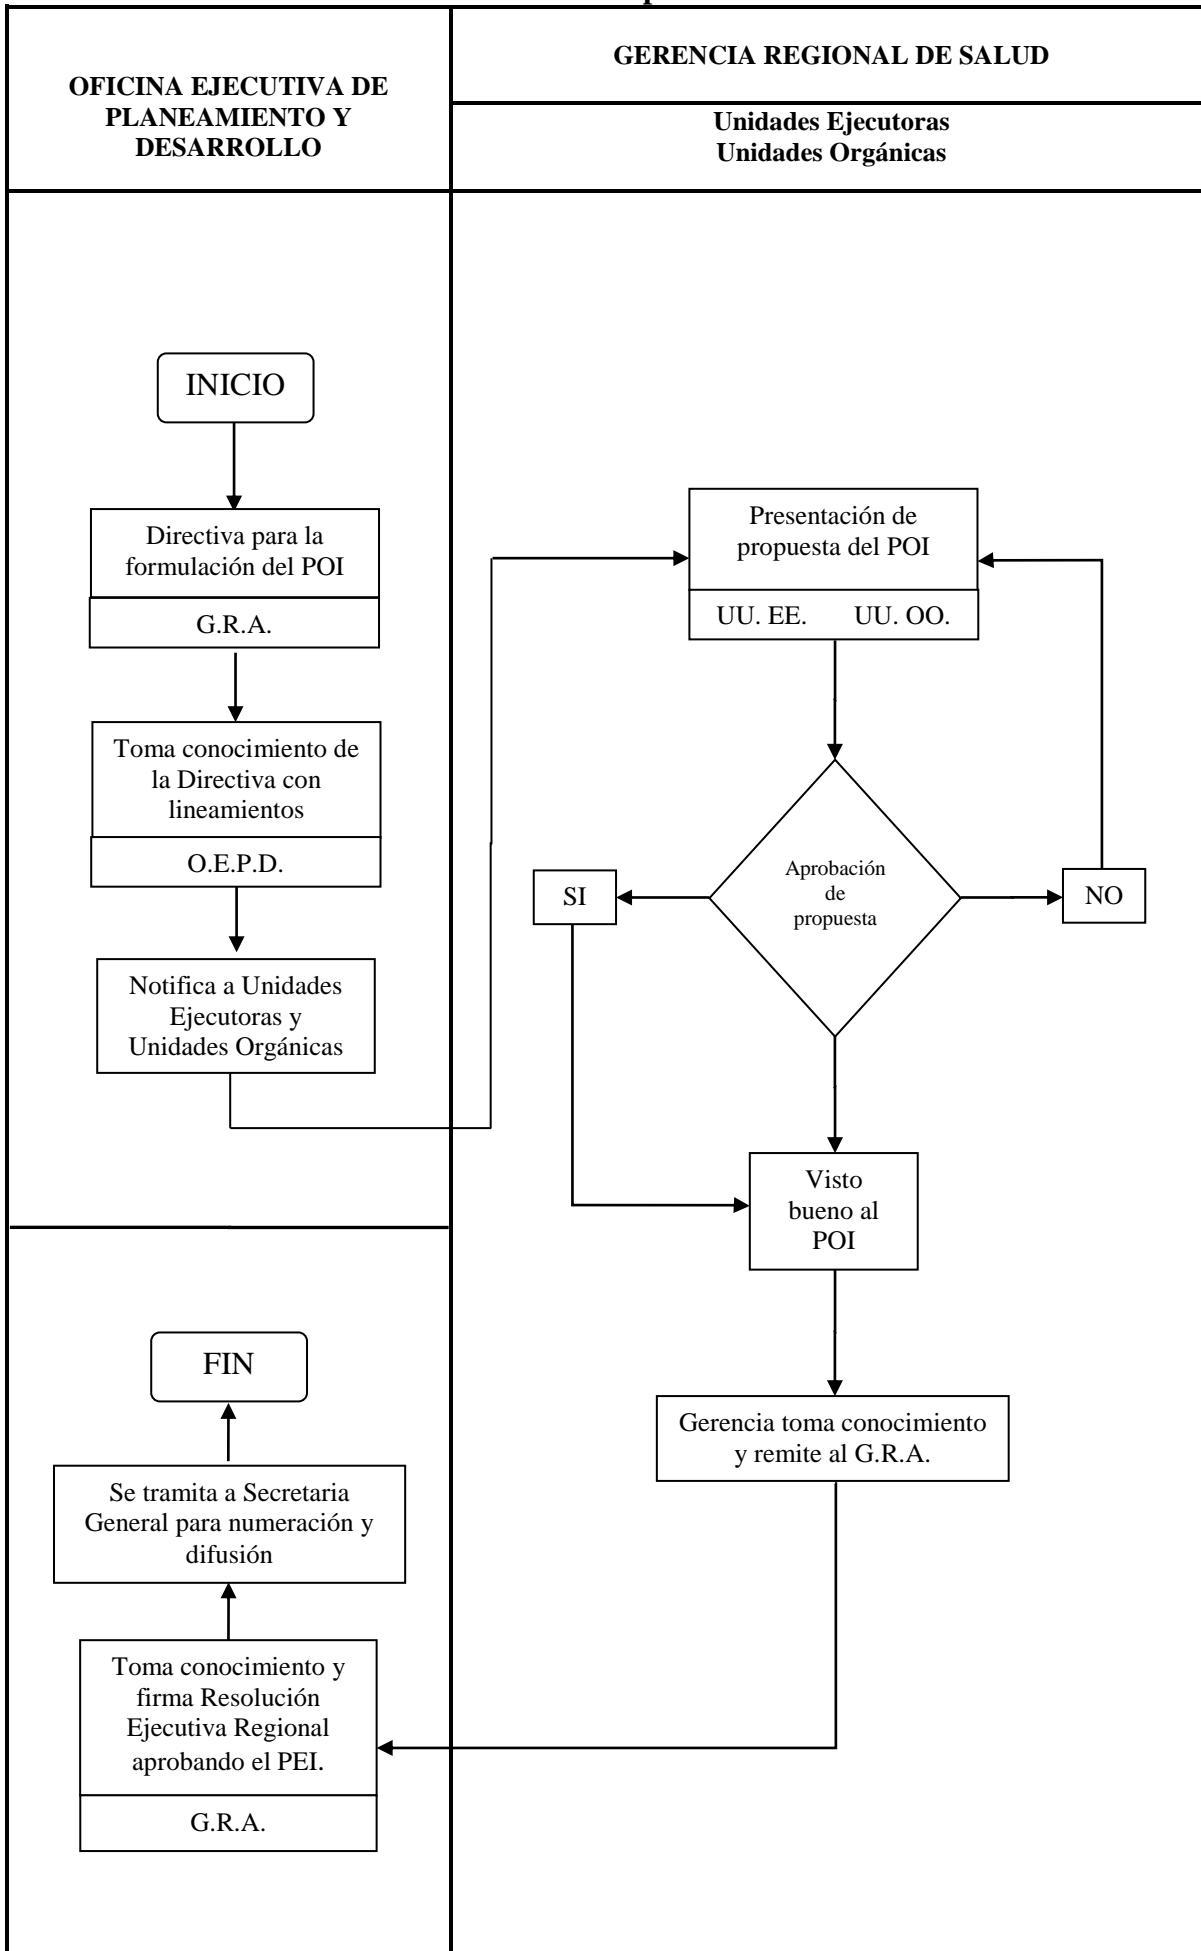 OFICINA EJECUTIVA DE
PLANEAMIENTO Y
DESARROLLO
GERENCIA REGIONAL DE SALUD
Unidades Ejecutoras
Unidades Orgánicas
INICIO
Directiva para la
formulación del POI
G.R.A.
Toma conocimiento de
la Directiva con
lineamientos
O.E.P.D.
Notifica a Unidades
Ejecutoras y
Unidades Orgánicas
Presentación de
propuesta del POI
UU. EE. UU. OO.
Aprobación
de
propuesta
SI
NO
Visto
bueno al
POI
Gerencia toma conocimiento
y remite al G.R.A.
Toma conocimiento y
firma Resolución
Ejecutiva Regional
aprobando el PEI.
G.R.A.
Se tramita a Secretaria
General para numeración y
difusión
FIN